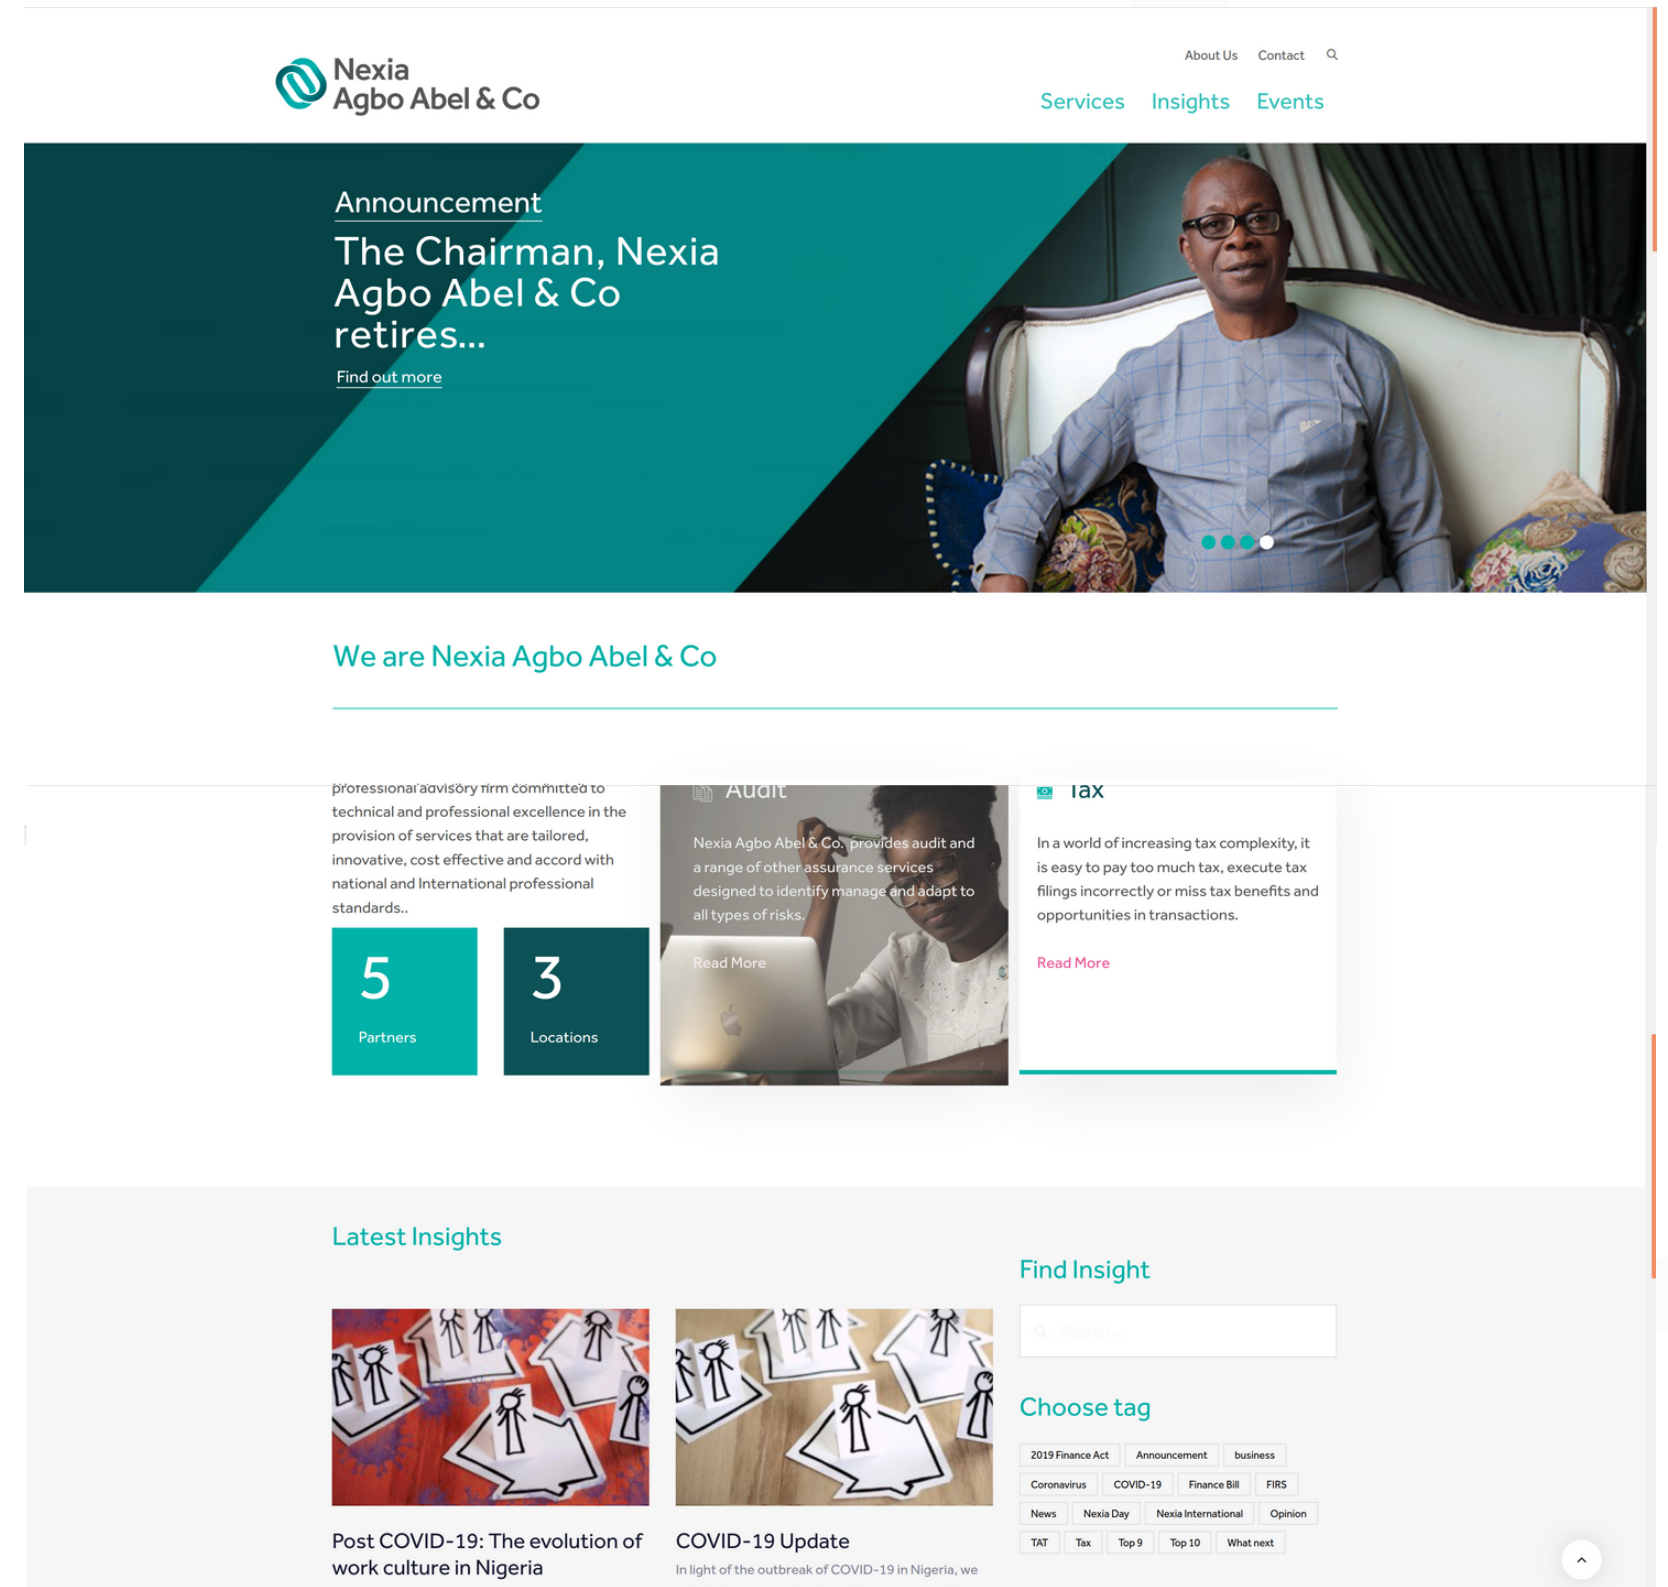 Nexia
Agbo Abel & Co
About Us Contact
Services Insights Events
Announcement
The Chairman, Nexia
Agbo Abel & Co
retires...
Find out more
We are Nexia Agbo Abel & Co
professional advisory firm committed to
technical and professional excellence in the
provision of services that are tailored,
innovative, cost effective and accord with
national and International professional
standards..
5
Partners
3
Locations
Audit
Nexia Agbo Abel & Co. provides audit and
a range of other assurance services
designed to identify manage and adapt to
all types of risks.
Read More
Tax
In a world of increasing tax complexity, it
is easy to pay too much tax, execute tax
filings incorrectly or miss tax benefits and
opportunities in transactions.
Read More
Latest Insights
Post COVID-19: The evolution of
work culture in Nigeria
COVID-19 Update
In light of the outbreak of COVID-19 in Nigeria, we
Find Insight
Search...
Choose tag
2019 Finance Act Announcement business
Coronavirus COVID-19 Finance Bill FIRS
News Nexia Day Nexia International Opinion
TAT Tax Top 9 Top 10 What next